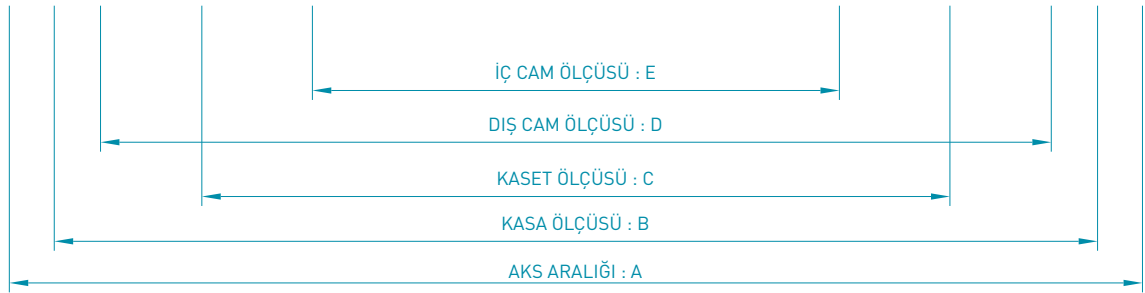 İÇ CAM ÖLÇÜSÜ : E
DIŞ CAM ÖLÇÜSÜ : D
KASET ÖLÇÜSÜ : C
KASA ÖLÇÜSÜ : B
AKS ARALIĞI : A